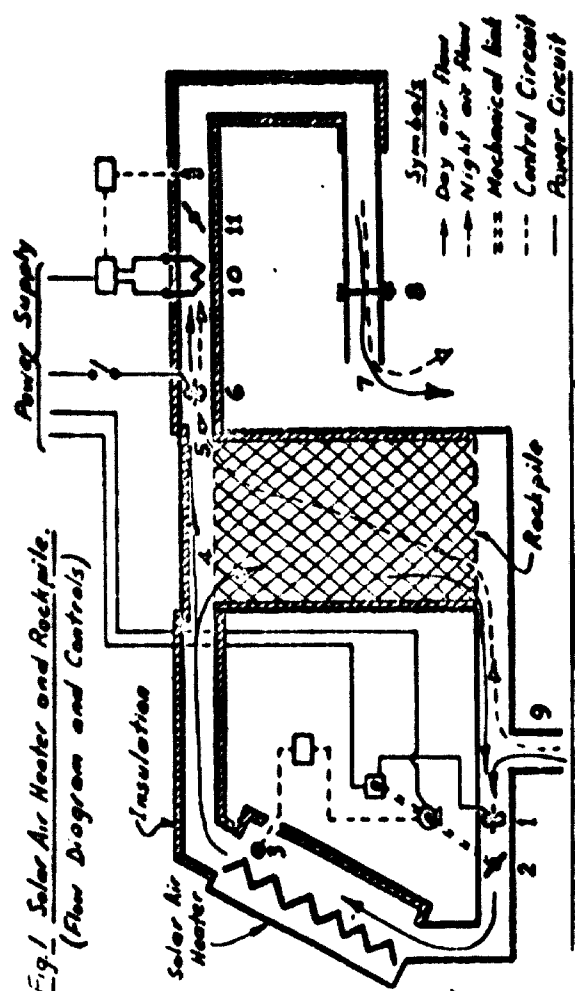 Fig.1 Solar Air Heater and Rockpile.
(Flow Diagram and Controls)
Power Supply
Insulation
Solar Air
Heater
Rockpile
1
2
3
4
5
6
7
8
9
10
11
Symbols
Day air flow
Night air flow
Mechanical link
Control Circuit
Power Circuit